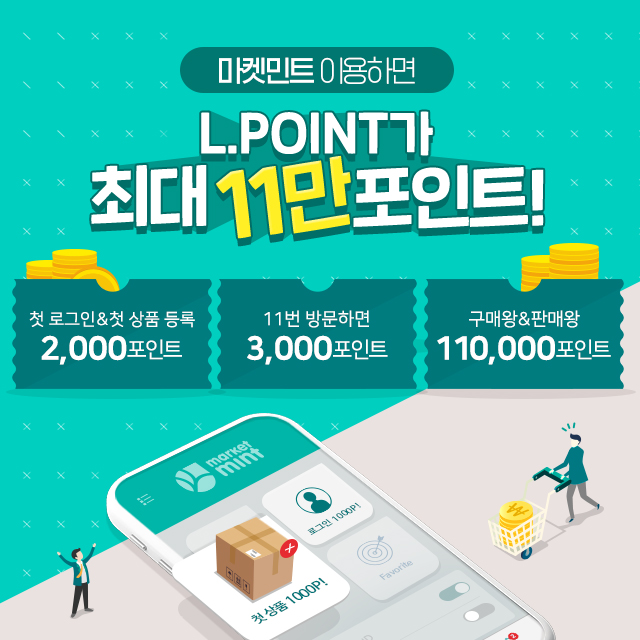 마켓민트 이용하면
L.POINT가
최대 11만 포인트!
첫 로그인&첫 상품 등록
2,000포인트
11번 방문하면
3,000포인트
구매왕&판매왕
110,000포인트
market
mint
로그인 1000P!
첫 상품 1000P!
Favorite
₩
2